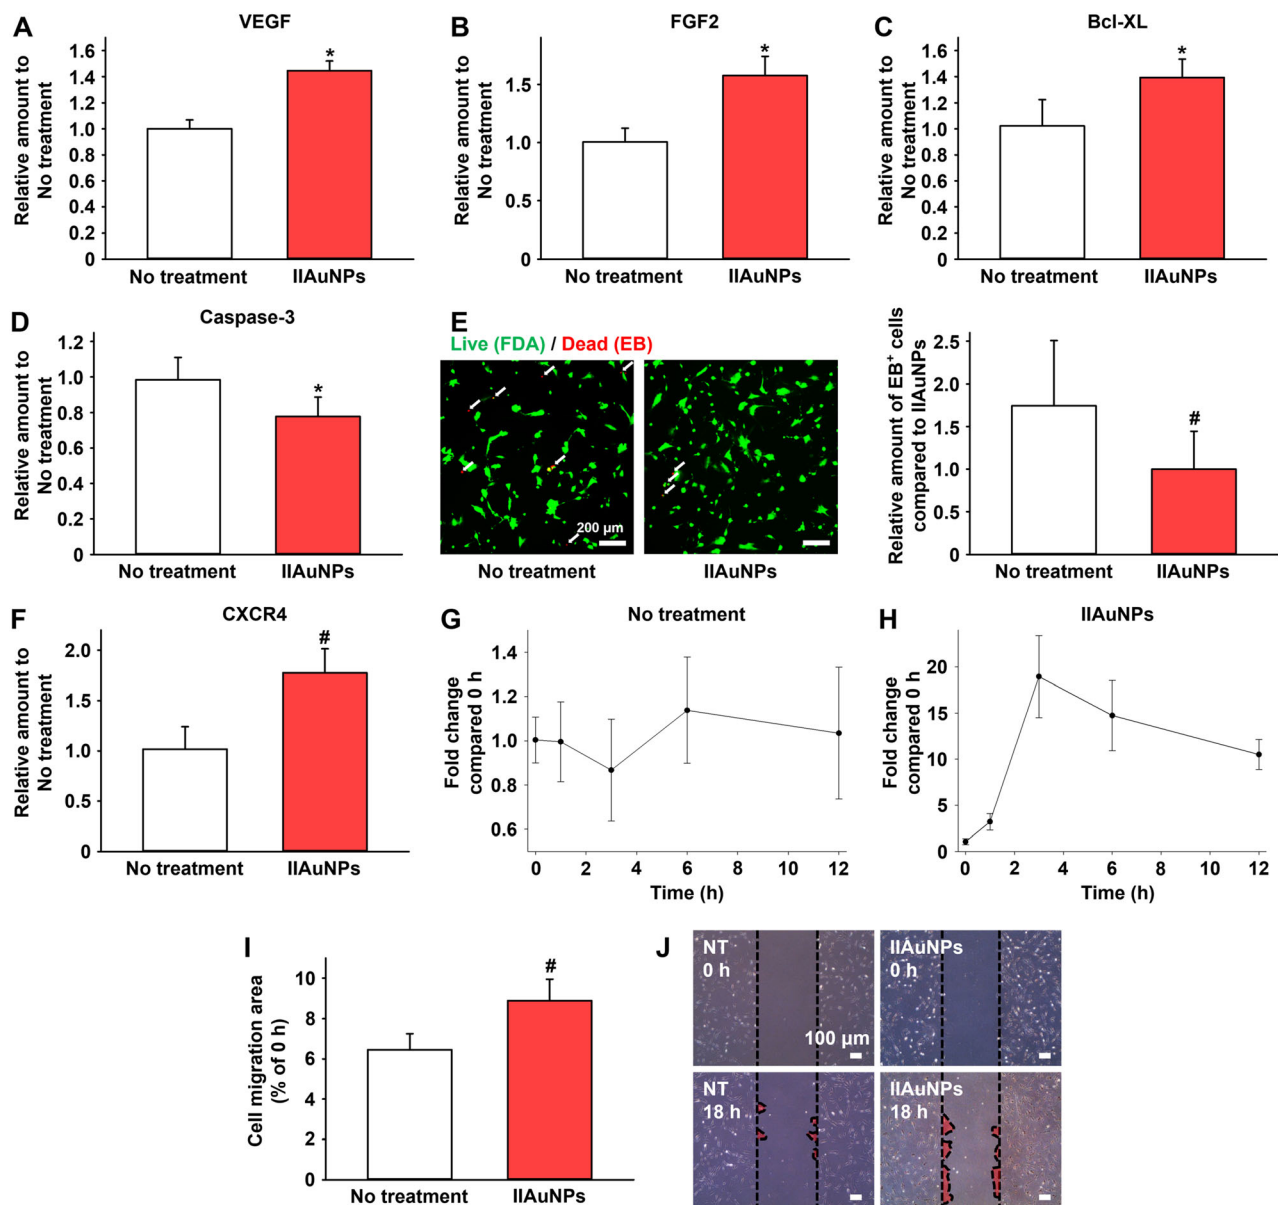 A
VEGF
Relative amount to
No treatment
1.6
1.4
1.2
1.0
0.8
0.6
0.4
0.2
0
*
No treatment
IIAuNPs
B
FGF2
Relative amount to
No treatment
1.5
1.0
0.5
0
*
No treatment
IIAuNPs
C
Bcl-XL
Relative amount to
No treatment
1.6
1.4
1.2
1.0
0.8
0.6
0.4
0.2
0
*
No treatment
IIAuNPs
D
Caspase-3
Relative amount to
No treatment
1.2
1.0
0.8
0.6
0.4
0.2
0
*
No treatment
IIAuNPs
E
Live (FDA) / Dead (EB)
200 μm
No treatment
IIAuNPs
Relative amount of EB⁺ cells
compared to IIAuNPs
2.5
2.0
1.5
1.0
0.5
0
#
No treatment
IIAuNPs
F
CXCR4
Relative amount to
No treatment
2.0
1.5
1.0
0.5
0
#
No treatment
IIAuNPs
G
No treatment
Fold change
compared 0 h
1.4
1.2
1.0
0.8
0.6
0 2 4 6 8 10 12
Time (h)
H
IIAuNPs
Fold change
compared 0 h
20
15
10
5
0
0 2 4 6 8 10 12
Time (h)
I
Cell migration area
(% of 0 h)
10
8
6
4
2
0
#
No treatment
IIAuNPs
J
NT
0 h
100 μm
IIAuNPs
0 h
NT
18 h
IIAuNPs
18 h